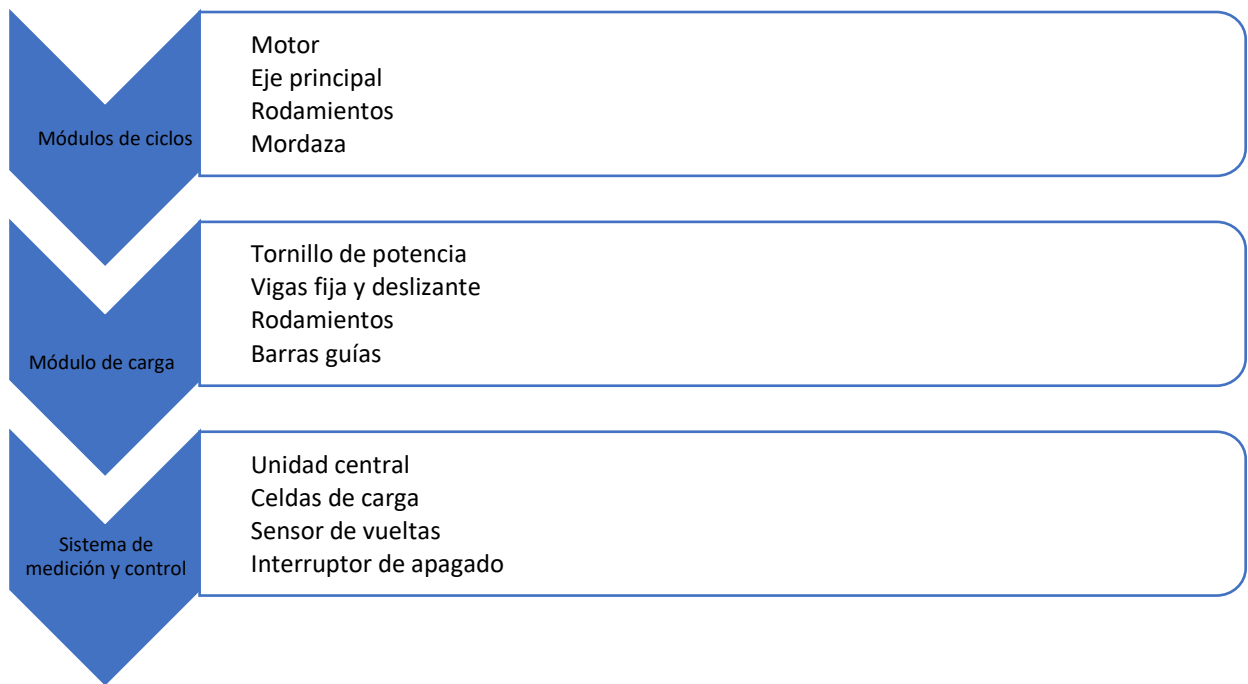 Módulos de ciclos
Motor
Eje principal
Rodamientos
Mordaza
Módulo de carga
Tornillo de potencia
Vigas fija y deslizante
Rodamientos
Barras guías
Sistema de
medición y control
Unidad central
Celdas de carga
Sensor de vueltas
Interruptor de apagado